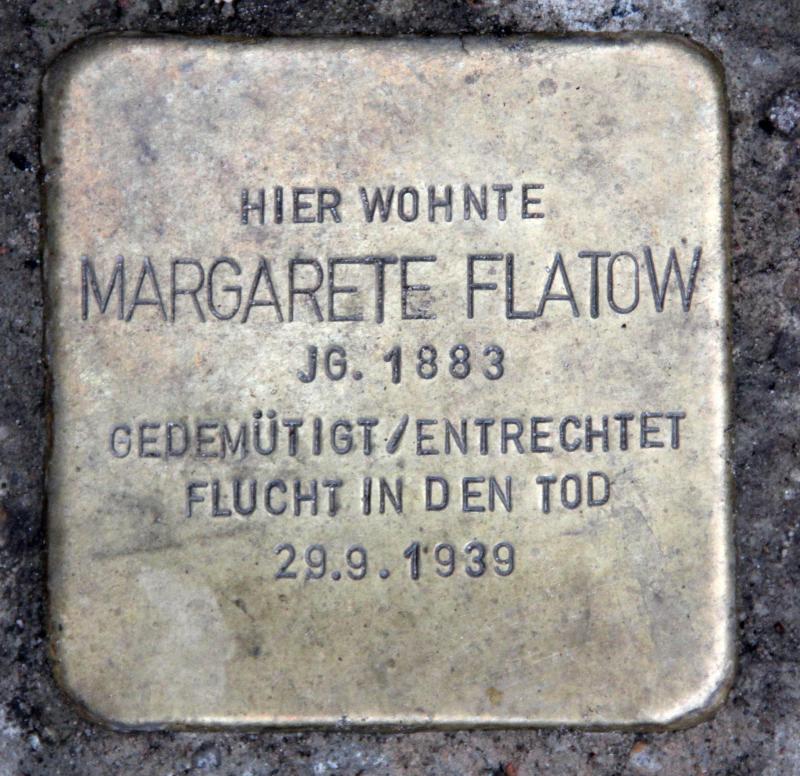 HIER WOHNTE
MARGARETE FLATOW
JG. 1883
GEDEMÜTIGT/ENTRECHTET
FLUCHT IN DEN TOD
29.9.1939